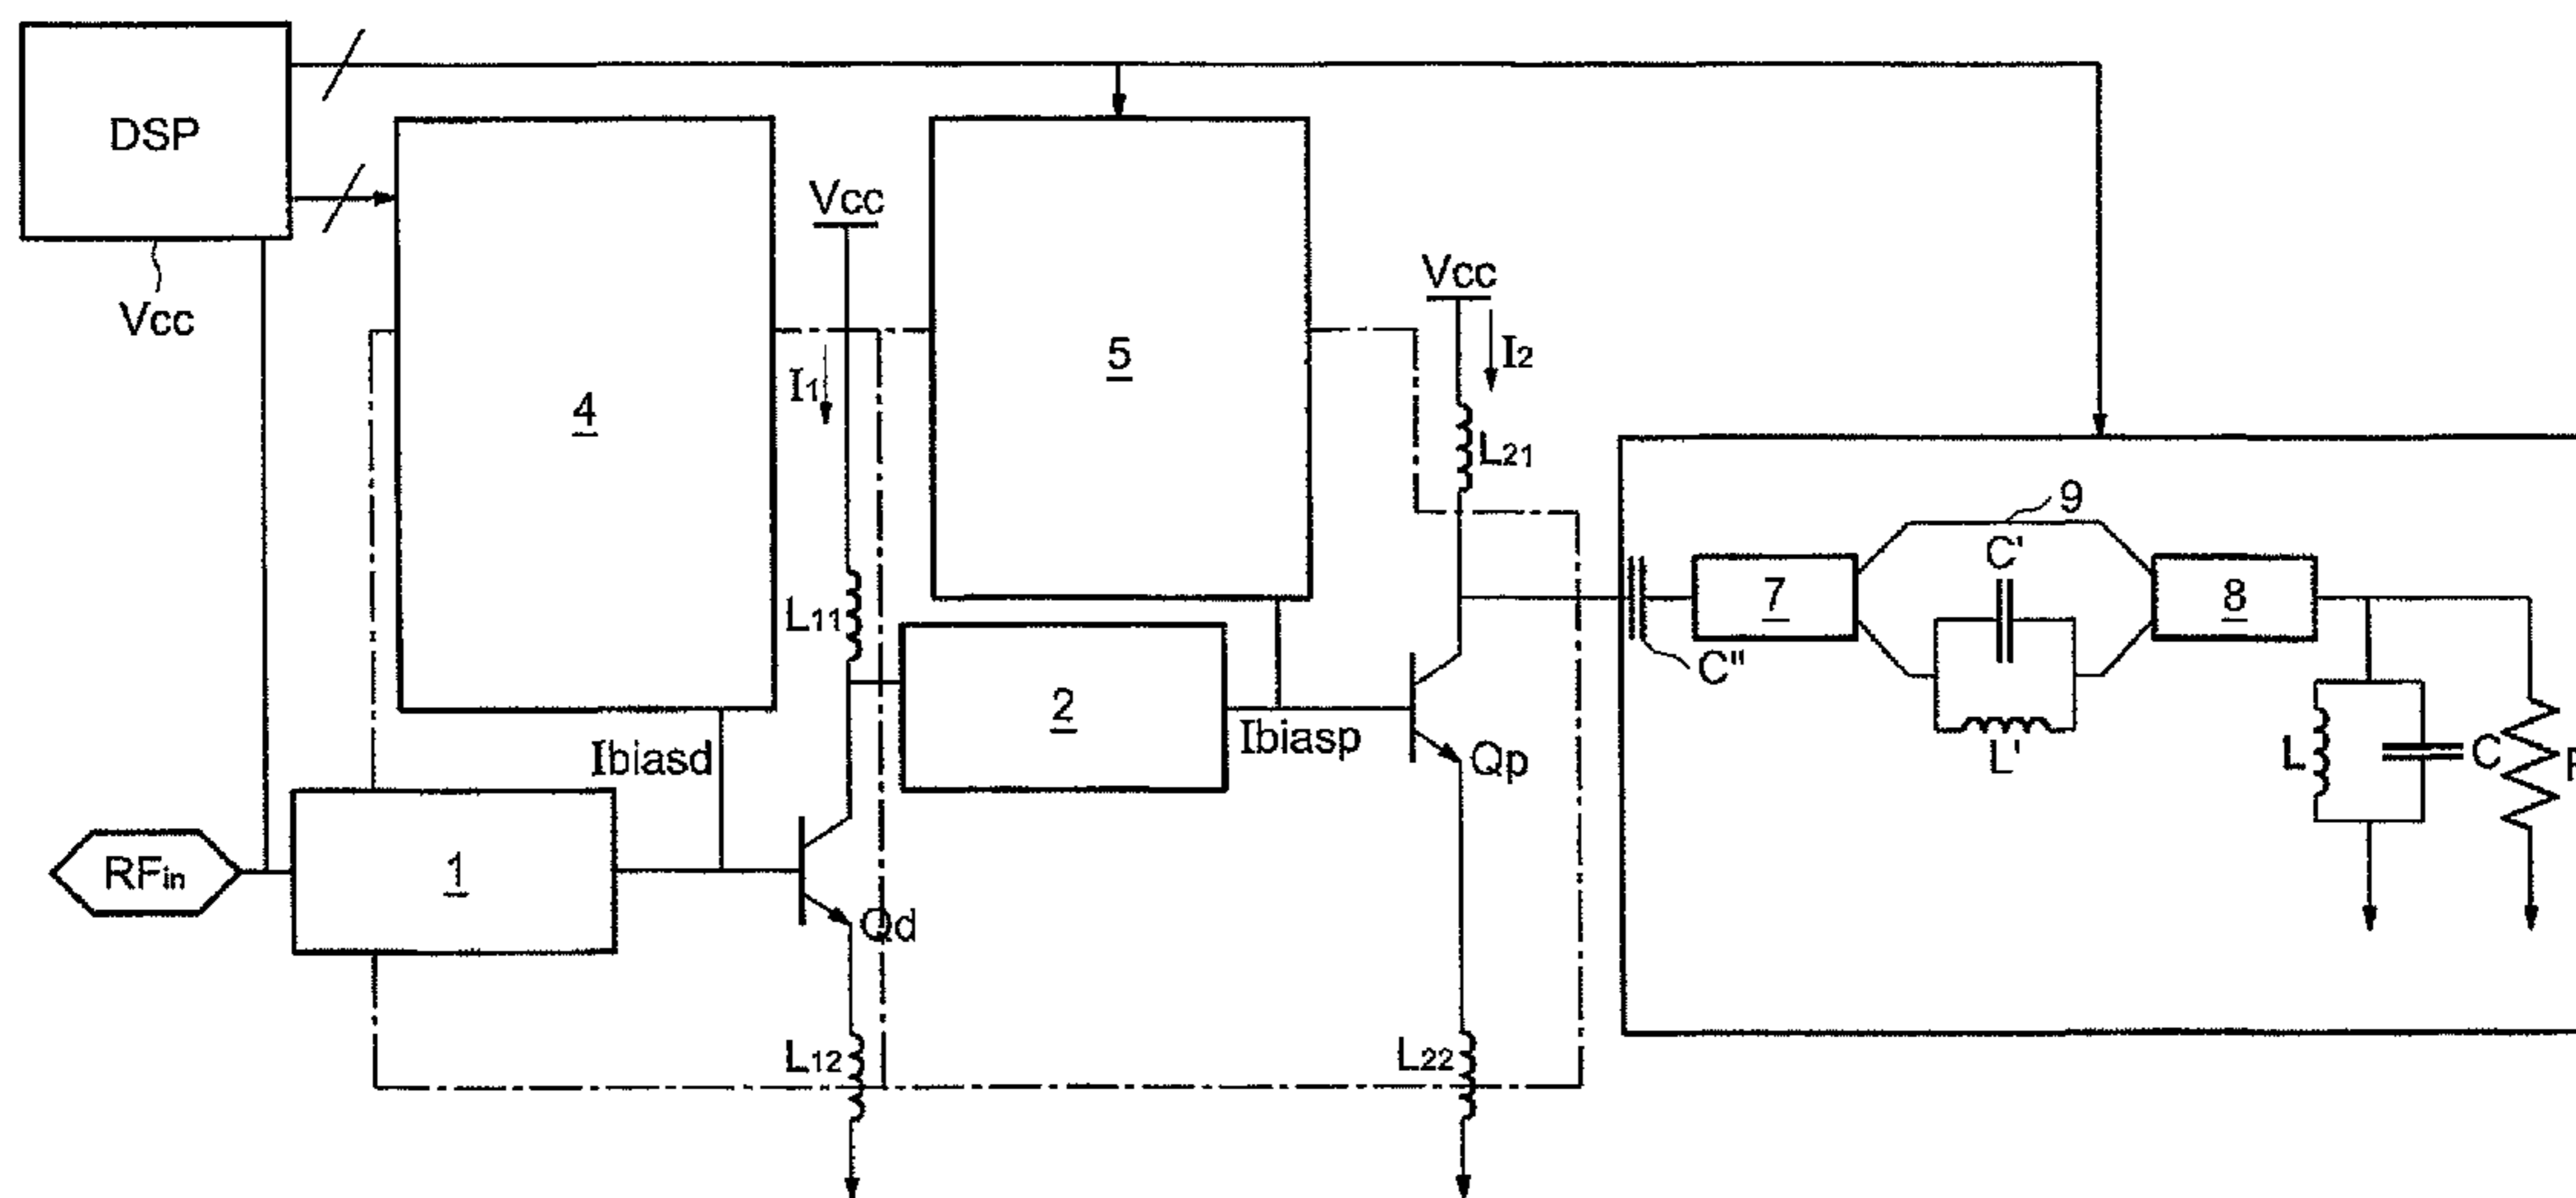 DSP
Vcc
Vcc
I1
4
5
Vcc
I2
L21
9
C'
7
8
C"
L'
L
C
L11
2
Ibiasd
Ibiasp
Qp
RFin
1
Qd
L12
L22